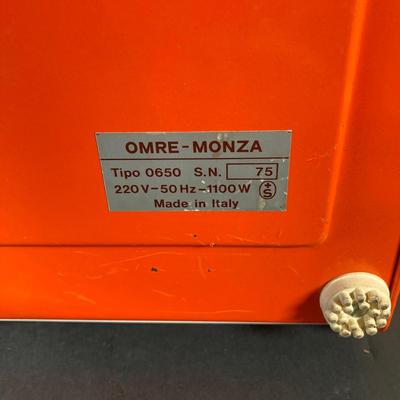 OMRE-MONZA
Tipo 0650 S.N. 75
220V-50Hz-1100W +S
Made in Italy